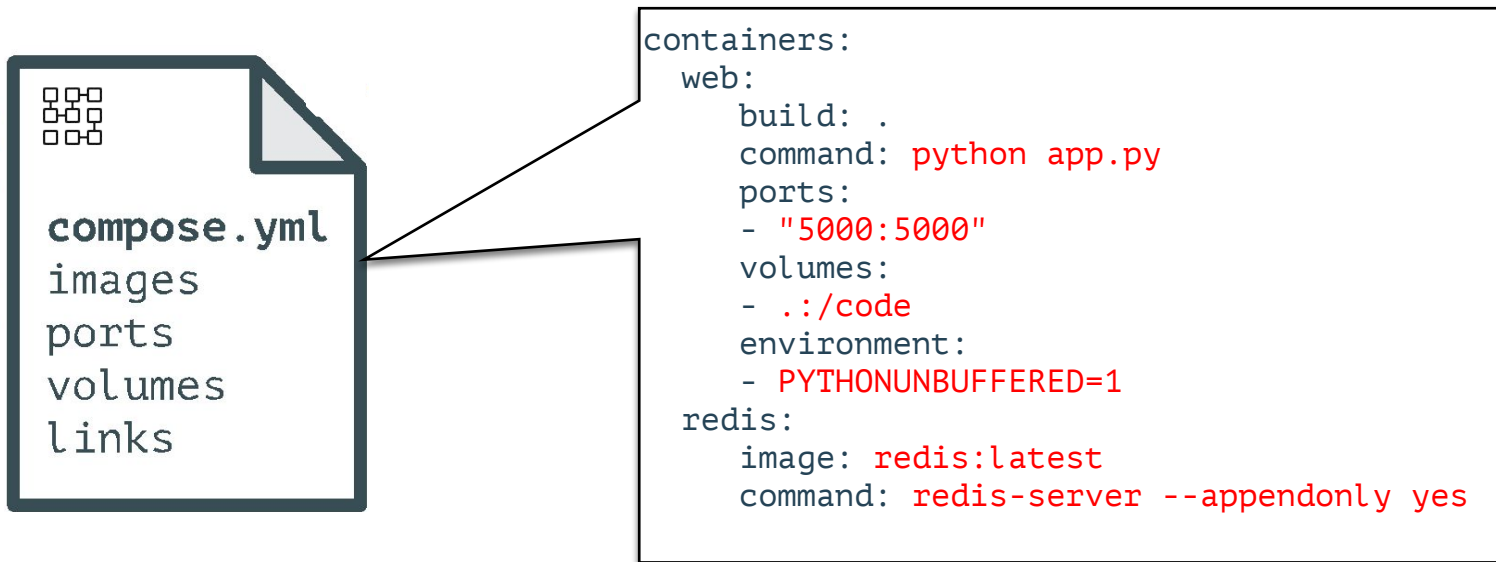 compose.yml
images
ports
volumes
links
containers:
web:
build: .
command: python app.py
ports:
- "5000:5000"
volumes:
- .:/code
environment:
- PYTHONUNBUFFERED=1
redis:
image: redis:latest
command: redis-server --appendonly yes